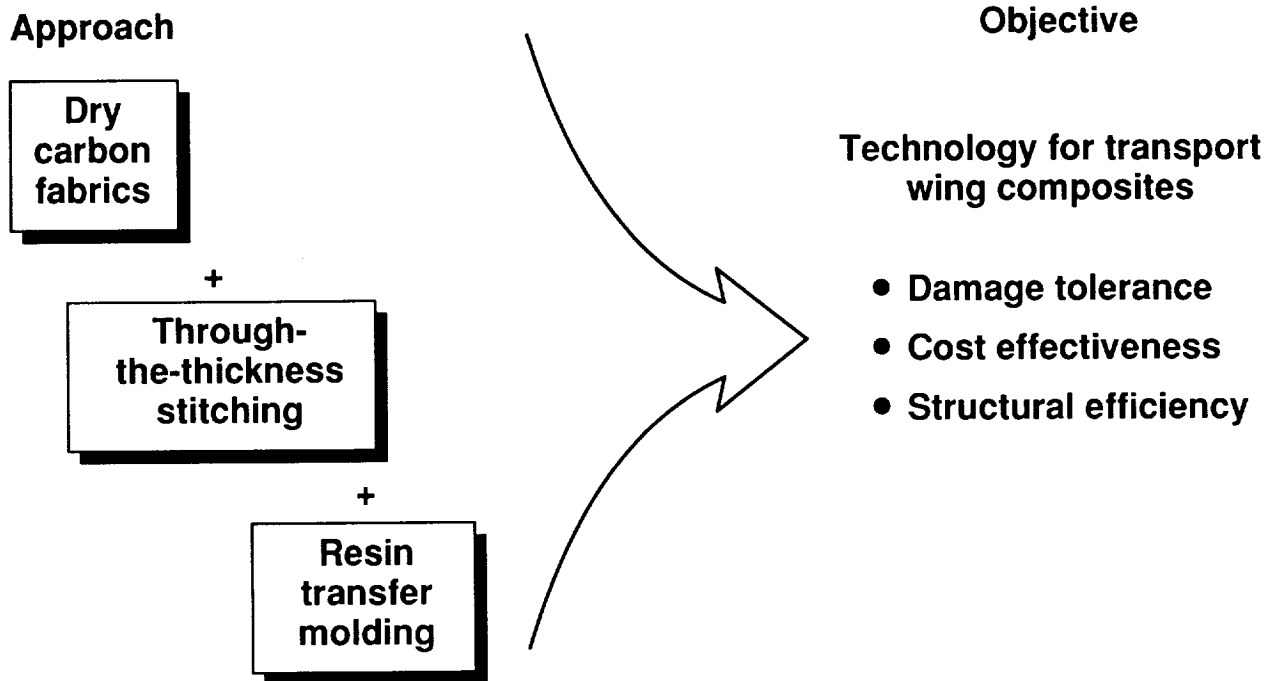 Approach
Dry
carbon
fabrics
+
Through-
the-thickness
stitching
+
Resin
transfer
molding
Objective
Technology for transport
wing composites
• Damage tolerance
• Cost effectiveness
• Structural efficiency